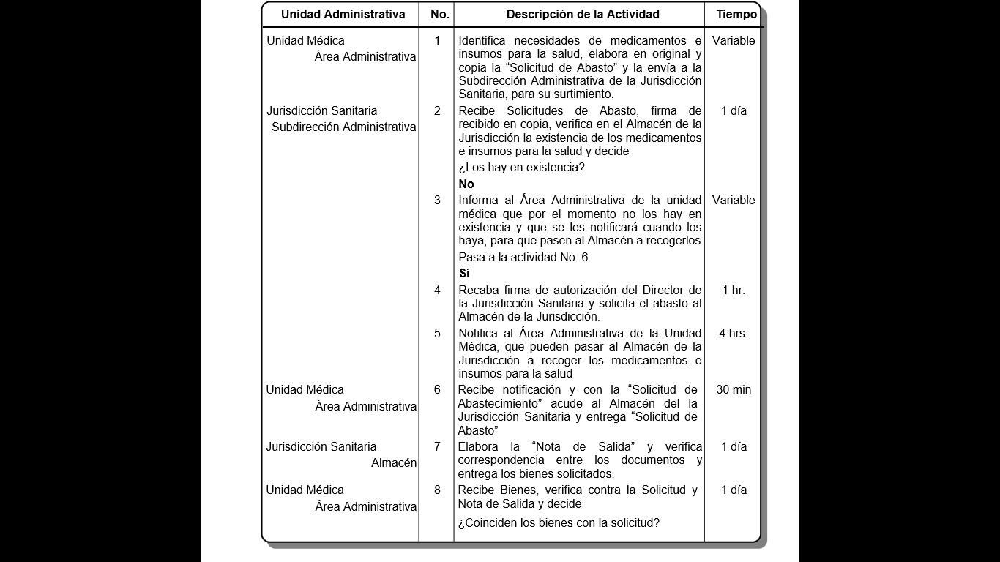 Unidad Administrativa No. Descripción de la Actividad Tiempo
Unidad Médica 1 Identifica necesidades de medicamentos e Variable
Área Administrativa insumos para la salud, elabora en original y
copia la “Solicitud de Abasto” y la envía a la
Subdirección Administrativa de la Jurisdicción
Sanitaria, para su surtimiento.
Jurisdicción Sanitaria 2 Recibe Solicitudes de Abasto, firma de 1 día
Subdirección Administrativa recibido en copia, verifica en el Almacén de la
Jurisdicción la existencia de los medicamentos
e insumos para la salud y decide
¿Los hay en existencia?
No
3 Informa al Área Administrativa de la unidad Variable
médica que por el momento no los hay en
existencia y que se les notificará cuando los
haya, para que pasen al Almacén a recogerlos
Pasa a la actividad No. 6
Sí
4 Recaba firma de autorización del Director de 1 hr.
la Jurisdicción Sanitaria y solicita el abasto al
Almacén de la Jurisdicción.
5 Notifica al Área Administrativa de la Unidad 4 hrs.
Médica, que pueden pasar al Almacén de la
Jurisdicción a recoger los medicamentos e
insumos para la salud
Unidad Médica 6 Recibe notificación y con la “Solicitud de 30 min
Área Administrativa Abastecimiento” acude al Almacén del la
Jurisdicción Sanitaria y entrega “Solicitud de
Abasto”
Jurisdicción Sanitaria 7 Elabora la “Nota de Salida” y verifica 1 día
Almacén correspondencia entre los documentos y
entrega los bienes solicitados.
Unidad Médica 8 Recibe Bienes, verifica contra la Solicitud y 1 día
Área Administrativa Nota de Salida y decide
¿Coinciden los bienes con la solicitud?